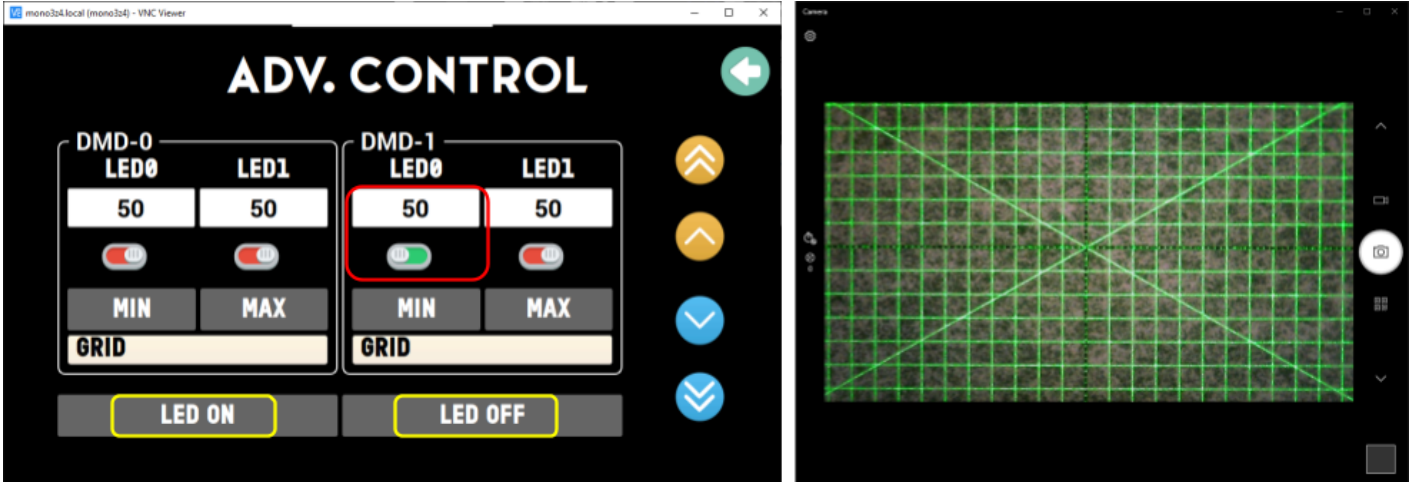 mono3z4.local (mono3z4) - VNC Viewer
ADV. CONTROL
DMD-0
LED0 LED1
50 50
MIN MAX
GRID
DMD-1
LED0 LED1
50 50
MIN MAX
GRID
LED ON LED OFF
Camera